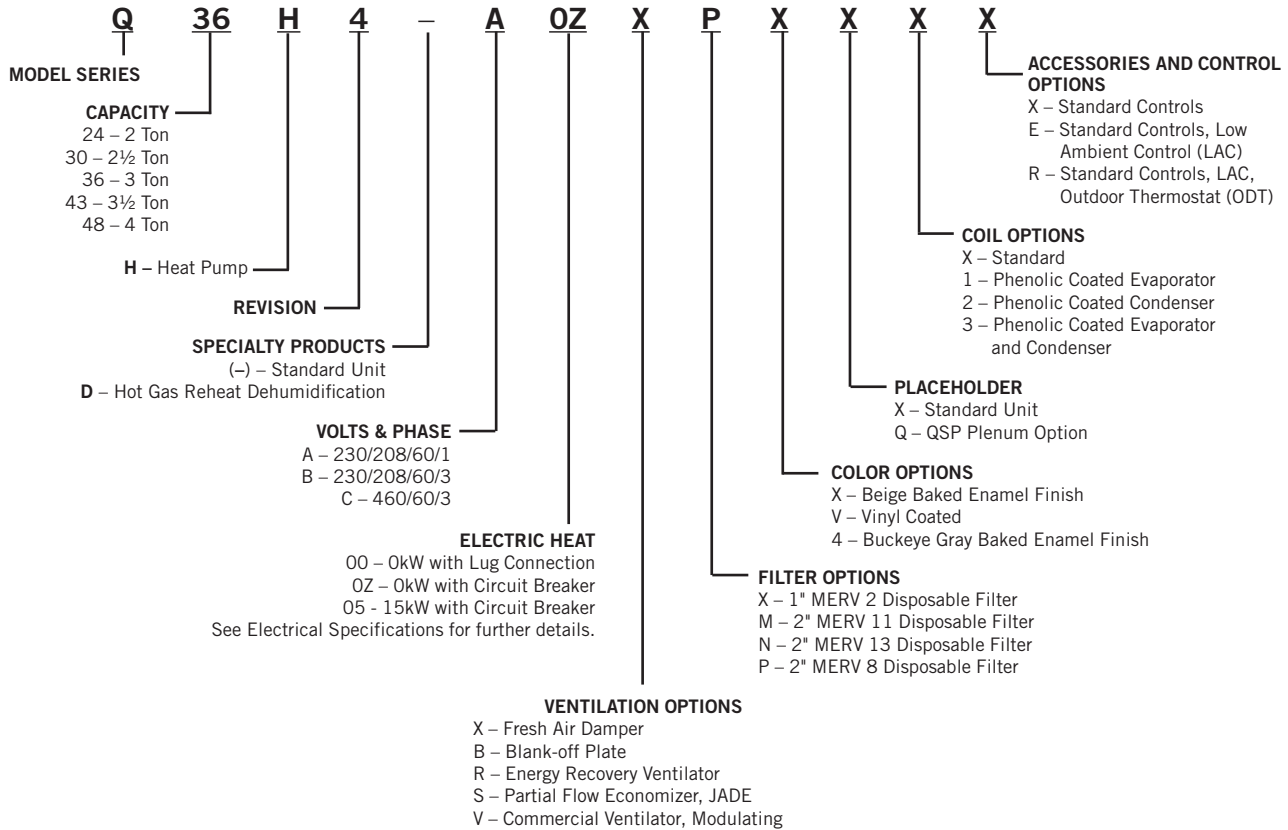 Q 36 H 4 – A 0Z X P X X X X
MODEL SERIES
CAPACITY
24 – 2 Ton
30 – 2½ Ton
36 – 3 Ton
43 – 3½ Ton
48 – 4 Ton
H – Heat Pump
REVISION
SPECIALTY PRODUCTS
(–) – Standard Unit
D – Hot Gas Reheat Dehumidification
VOLTS & PHASE
A – 230/208/60/1
B – 230/208/60/3
C – 460/60/3
ELECTRIC HEAT
00 – 0kW with Lug Connection
0Z – 0kW with Circuit Breaker
05 - 15kW with Circuit Breaker
See Electrical Specifications for further details.
VENTILATION OPTIONS
X – Fresh Air Damper
B – Blank-off Plate
R – Energy Recovery Ventilator
S – Partial Flow Economizer, JADE
V – Commercial Ventilator, Modulating
FILTER OPTIONS
X – 1" MERV 2 Disposable Filter
M – 2" MERV 11 Disposable Filter
N – 2" MERV 13 Disposable Filter
P – 2" MERV 8 Disposable Filter
COLOR OPTIONS
X – Beige Baked Enamel Finish
V – Vinyl Coated
4 – Buckeye Gray Baked Enamel Finish
PLACEHOLDER
X – Standard Unit
Q – QSP Plenum Option
COIL OPTIONS
X – Standard
1 – Phenolic Coated Evaporator
2 – Phenolic Coated Condenser
3 – Phenolic Coated Evaporator
and Condenser
ACCESSORIES AND CONTROL
OPTIONS
X – Standard Controls
E – Standard Controls, Low
Ambient Control (LAC)
R – Standard Controls, LAC,
Outdoor Thermostat (ODT)